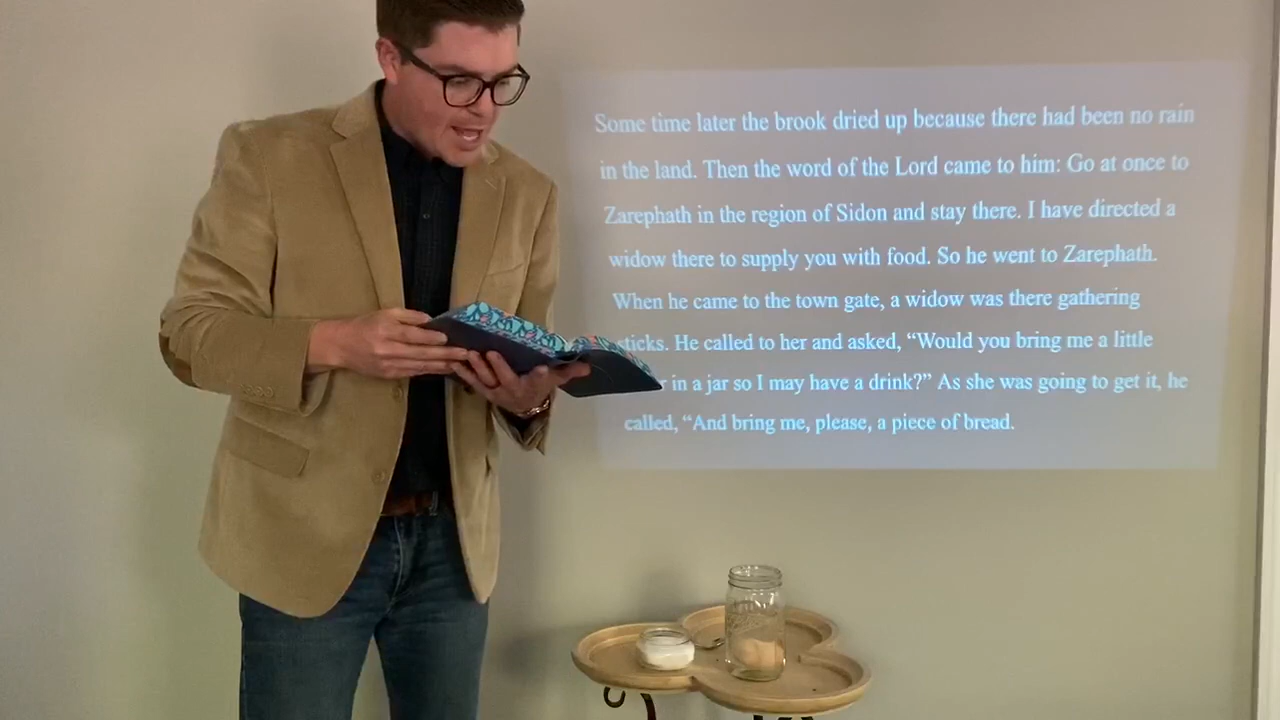 Some time later the brook dried up because there had been no rain
in the land. Then the word of the Lord came to him: Go at once to
Zarephath in the region of Sidon and stay there. I have directed a
widow there to supply you with food. So he went to Zarephath.
When he came to the town gate, a widow was there gathering
sticks. He called to her and asked, “Would you bring me a little
in a jar so I may have a drink?” As she was going to get it, he
called, “And bring me, please, a piece of bread.